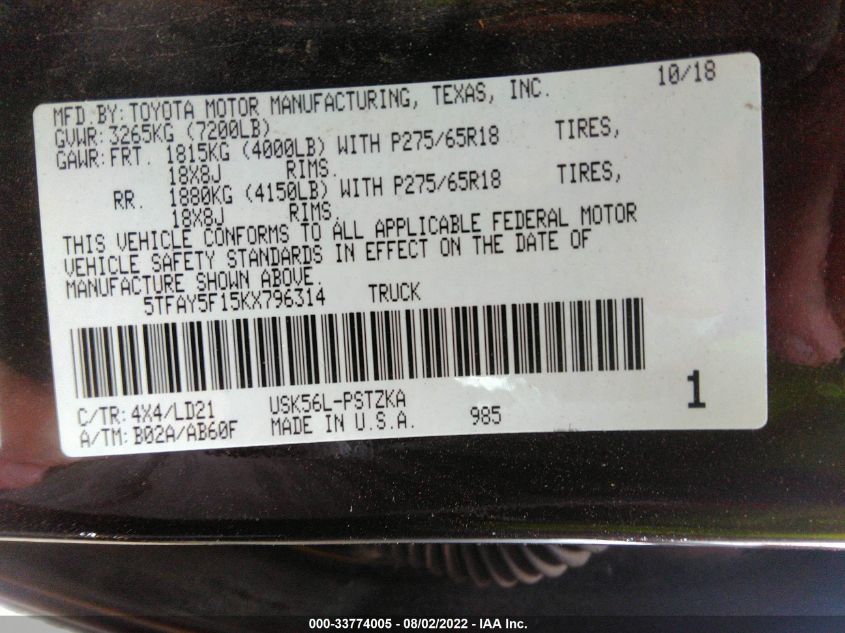 MFD.BY: TOYOTA MOTOR MANUFACTURING, TEXAS, INC. 10/18
GVWR: 3265KG (7200LB)
GAWR: FRT. 1815KG (4000LB) WITH P275/65R18 TIRES,
18X8J RIMS.
RR. 1880KG (4150LB) WITH P275/65R18 TIRES,
18X8J RIMS,
THIS VEHICLE CONFORMS TO ALL APPLICABLE FEDERAL MOTOR
VEHICLE SAFETY STANDARDS IN EFFECT ON THE DATE OF
MANUFACTURE SHOWN ABOVE.
5TFAY5F15KX796314 TRUCK
C/TR: 4X4/LD21 USK56L-PSTZKA 1
A/TM: B02A/AB60F MADE IN U.S.A. 985
000-33774005 - 08/02/2022 - IAA Inc.